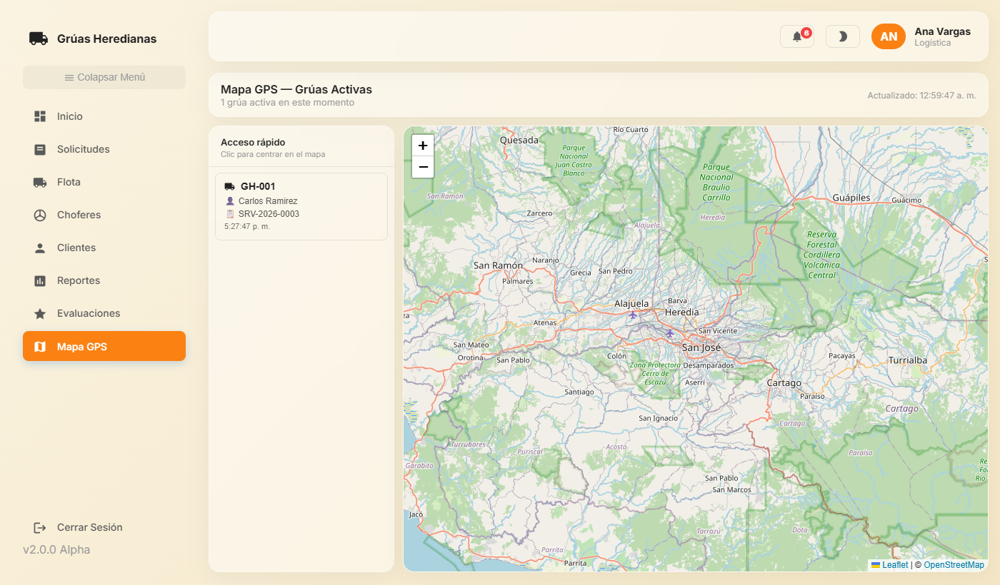 Grúas Heredianas
Colapsar Menú
Inicio
Solicitudes
Flota
Choferes
Clientes
Reportes
Evaluaciones
Mapa GPS
Cerrar Sesión
v2.0.0 Alpha
6
AN
Ana Vargas
Logística
Mapa GPS — Grúas Activas
1 grúa activa en este momento
Actualizado: 12:59:47 a. m.
Acceso rápido
Clic para centrar en el mapa
GH-001
Carlos Ramirez
SRV-2026-0003
5:27:47 p. m.
+
−
Quesada
Río Cuarto
Parque
Nacional
Juan Castro
Blanco
Parque
Nacional
Braulio
Carrillo
San Ramón
Guápiles
Guácimo
Zarcero
Heredia
Alajuela
Reserva
Forestal
Cordillera
Volcánica
Central
San Ramón
Naranjo
Grecia
San Pedro
Palmares
Alajuela
Barva
Heredia
Atenas
San Vicente
San Mateo
San José
Orotina
San Pablo
Colón
Pacayas
Turrialba
Zona Protectora
Cerro de
Escazú
Desamparados
Aserrí
Cartago
Santiago
Paraíso
San Ignacio
Cartago
Cartago
Turrubares
Puriscal
Acosta
Paraíso
Garabito
San Pablo
San Marcos
Jacó
Tarrazú
Dota
Parrita
Parrita
Leaflet | © OpenStreetMap